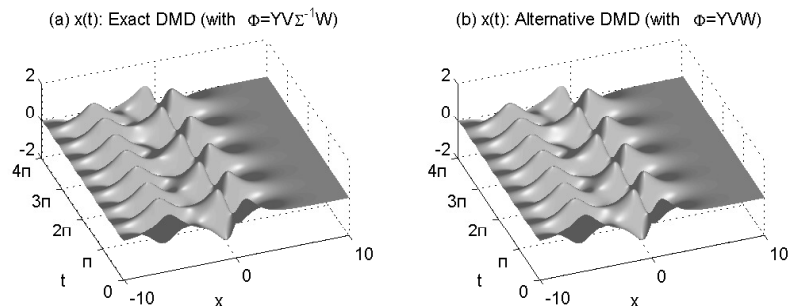 (a) x(t): Exact DMD (with Φ=YVΣ⁻¹W)
2
0
-2
4π
3π
2π
π
0
t
-10
0
10
x
(b) x(t): Alternative DMD (with Φ=YVW)
2
0
-2
4π
3π
2π
π
0
t
-10
0
10
x